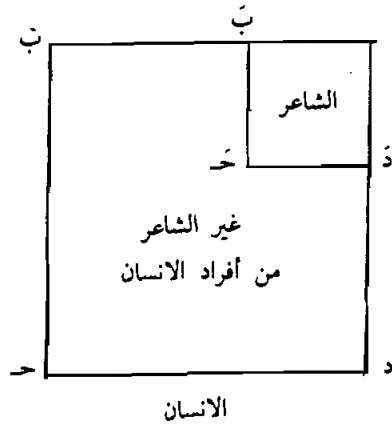 بَ
ب
الشاعر
حَـ
دَ
غير الشاعر
من أفراد الانسان
حـ
د
الانسان